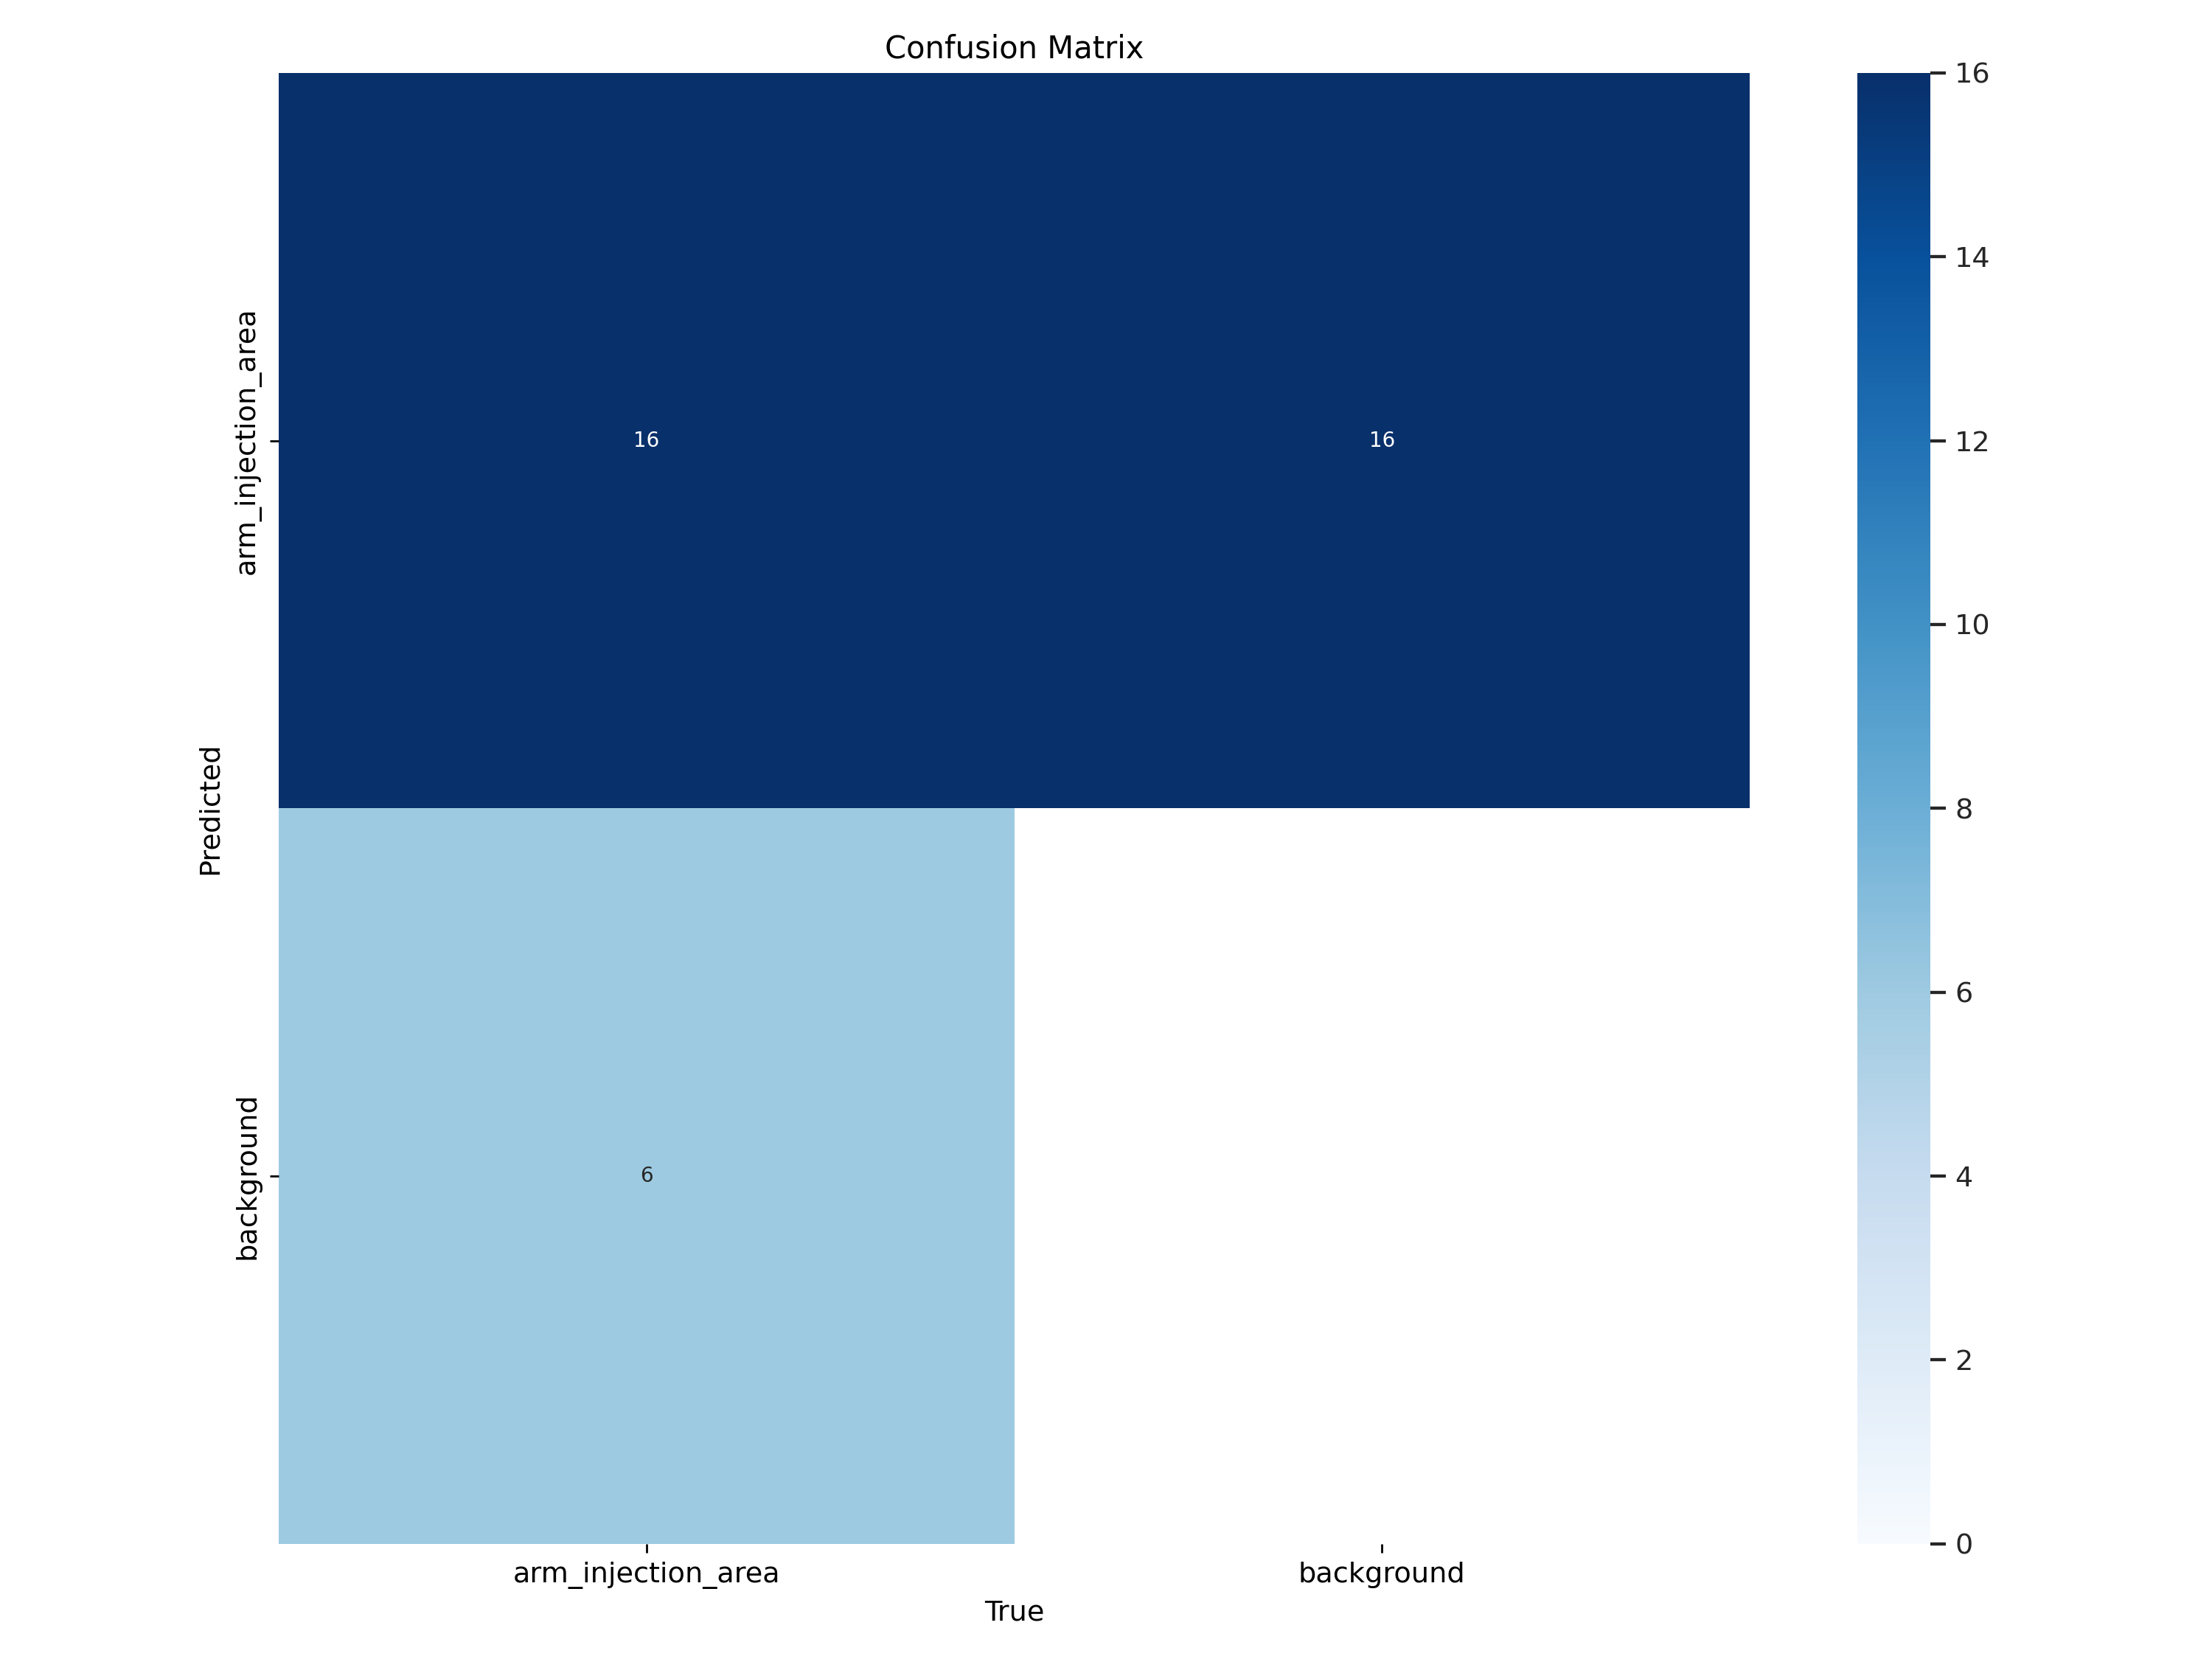 Confusion Matrix
16
14
12
10
8
6
4
2
0
Predicted
arm_injection_area
background
16
16
6
arm_injection_area
background
True